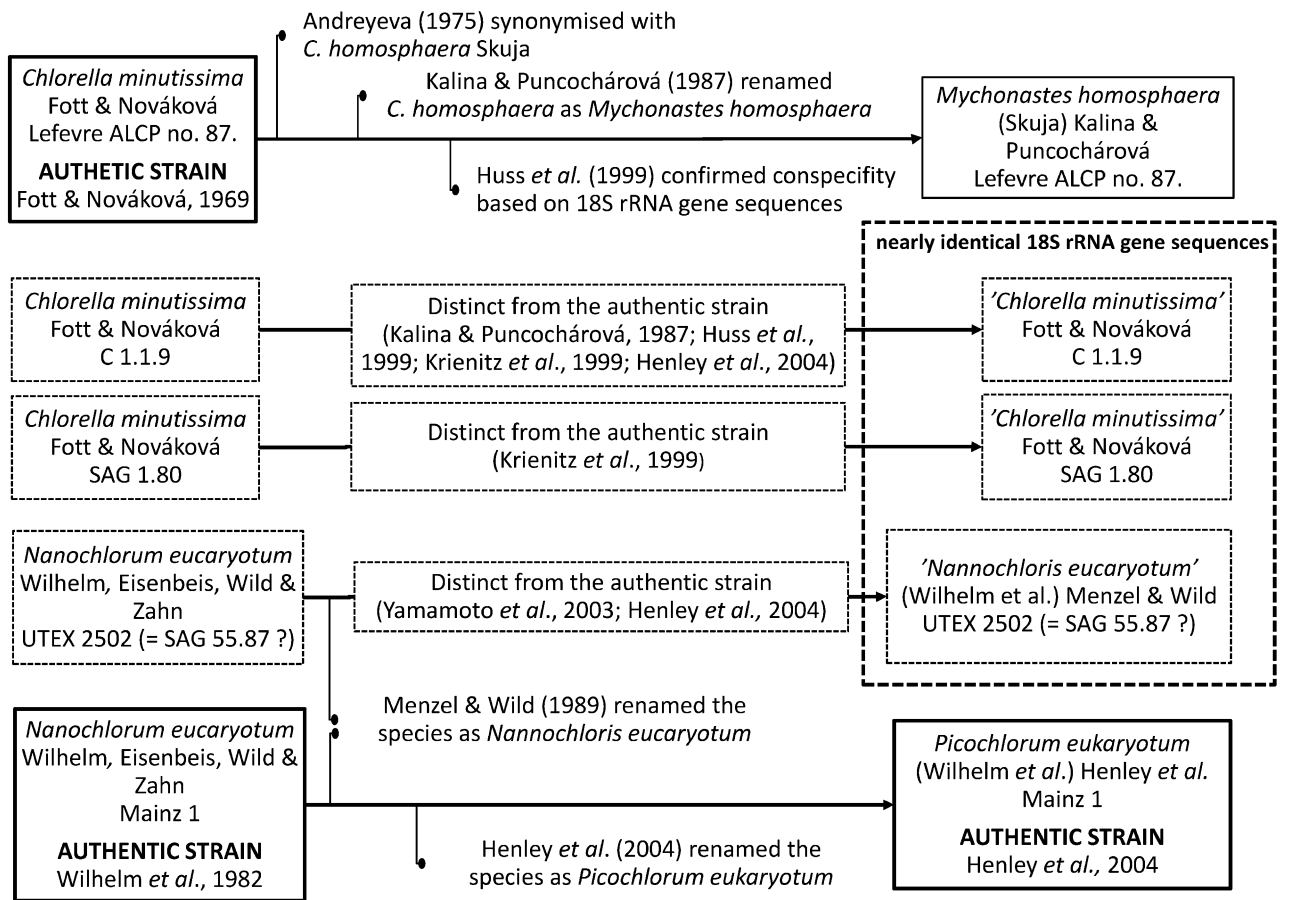 Andreyeva (1975) synonymised with
C. homosphaera Skuja
Chlorella minutissima
Fott & Nováková
Lefevre ALCP no. 87.
AUTHETIC STRAIN
Fott & Nováková, 1969
Kalina & Puncochárová (1987) renamed
C. homosphaera as Mychonastes homosphaera
Huss et al. (1999) confirmed conspecifity
based on 18S rRNA gene sequences
Mychonastes homosphaera
(Skuja) Kalina &
Puncochárová
Lefevre ALCP no. 87.
nearly identical 18S rRNA gene sequences
Chlorella minutissima
Fott & Nováková
C 1.1.9
Distinct from the authentic strain
(Kalina & Puncochárová, 1987; Huss et al.,
1999; Krienitz et al., 1999; Henley et al., 2004)
’Chlorella minutissima’
Fott & Nováková
C 1.1.9
Chlorella minutissima
Fott & Nováková
SAG 1.80
Distinct from the authentic strain
(Krienitz et al., 1999)
’Chlorella minutissima’
Fott & Nováková
SAG 1.80
Nanochlorum eucaryotum
Wilhelm, Eisenbeis, Wild &
Zahn
UTEX 2502 (= SAG 55.87 ?)
Distinct from the authentic strain
(Yamamoto et al., 2003; Henley et al., 2004)
’Nannochloris eucaryotum’
(Wilhelm et al.) Menzel & Wild
UTEX 2502 (= SAG 55.87 ?)
Menzel & Wild (1989) renamed the
species as Nannochloris eucaryotum
Nanochlorum eucaryotum
Wilhelm, Eisenbeis, Wild &
Zahn
Mainz 1
AUTHENTIC STRAIN
Wilhelm et al., 1982
Henley et al. (2004) renamed the
species as Picochlorum eukaryotum
Picochlorum eukaryotum
(Wilhelm et al.) Henley et al.
Mainz 1
AUTHENTIC STRAIN
Henley et al., 2004